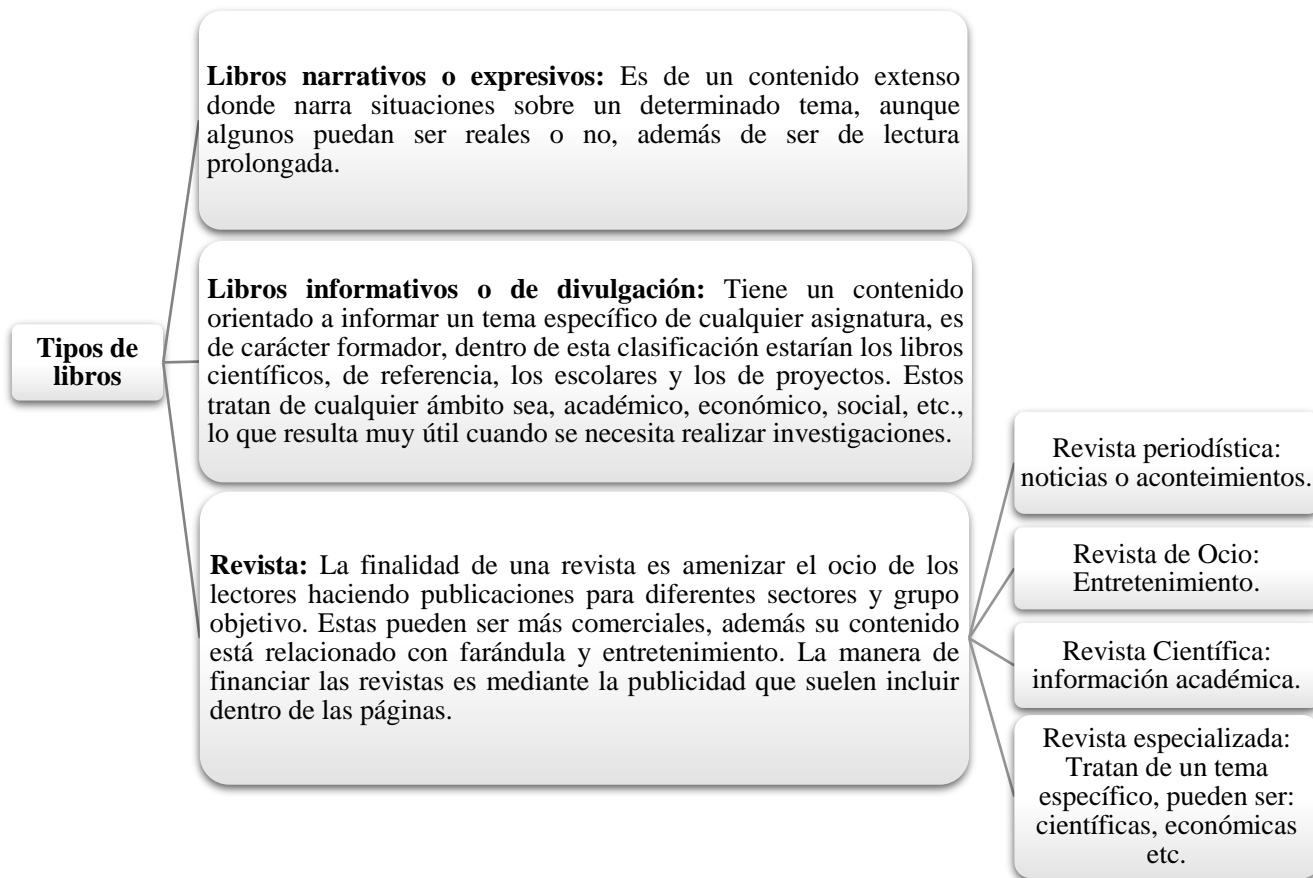 Tipos de
libros
Libros narrativos o expresivos: Es de un contenido extenso
donde narra situaciones sobre un determinado tema, aunque
algunos puedan ser reales o no, además de ser de lectura
prolongada.
Libros informativos o de divulgación: Tiene un contenido
orientado a informar un tema específico de cualquier asignatura, es
de carácter formador, dentro de esta clasificación estarían los libros
científicos, de referencia, los escolares y los de proyectos. Estos
tratan de cualquier ámbito sea, académico, económico, social, etc.,
lo que resulta muy útil cuando se necesita realizar investigaciones.
Revista: La finalidad de una revista es amenizar el ocio de los
lectores haciendo publicaciones para diferentes sectores y grupo
objetivo. Estas pueden ser más comerciales, además su contenido
está relacionado con farándula y entretenimiento. La manera de
financiar las revistas es mediante la publicidad que suelen incluir
dentro de las páginas.
Revista periodística:
noticias o aconteimientos.
Revista de Ocio:
Entretenimiento.
Revista Científica:
información académica.
Revista especializada:
Tratan de un tema
específico, pueden ser:
científicas, económicas
etc.